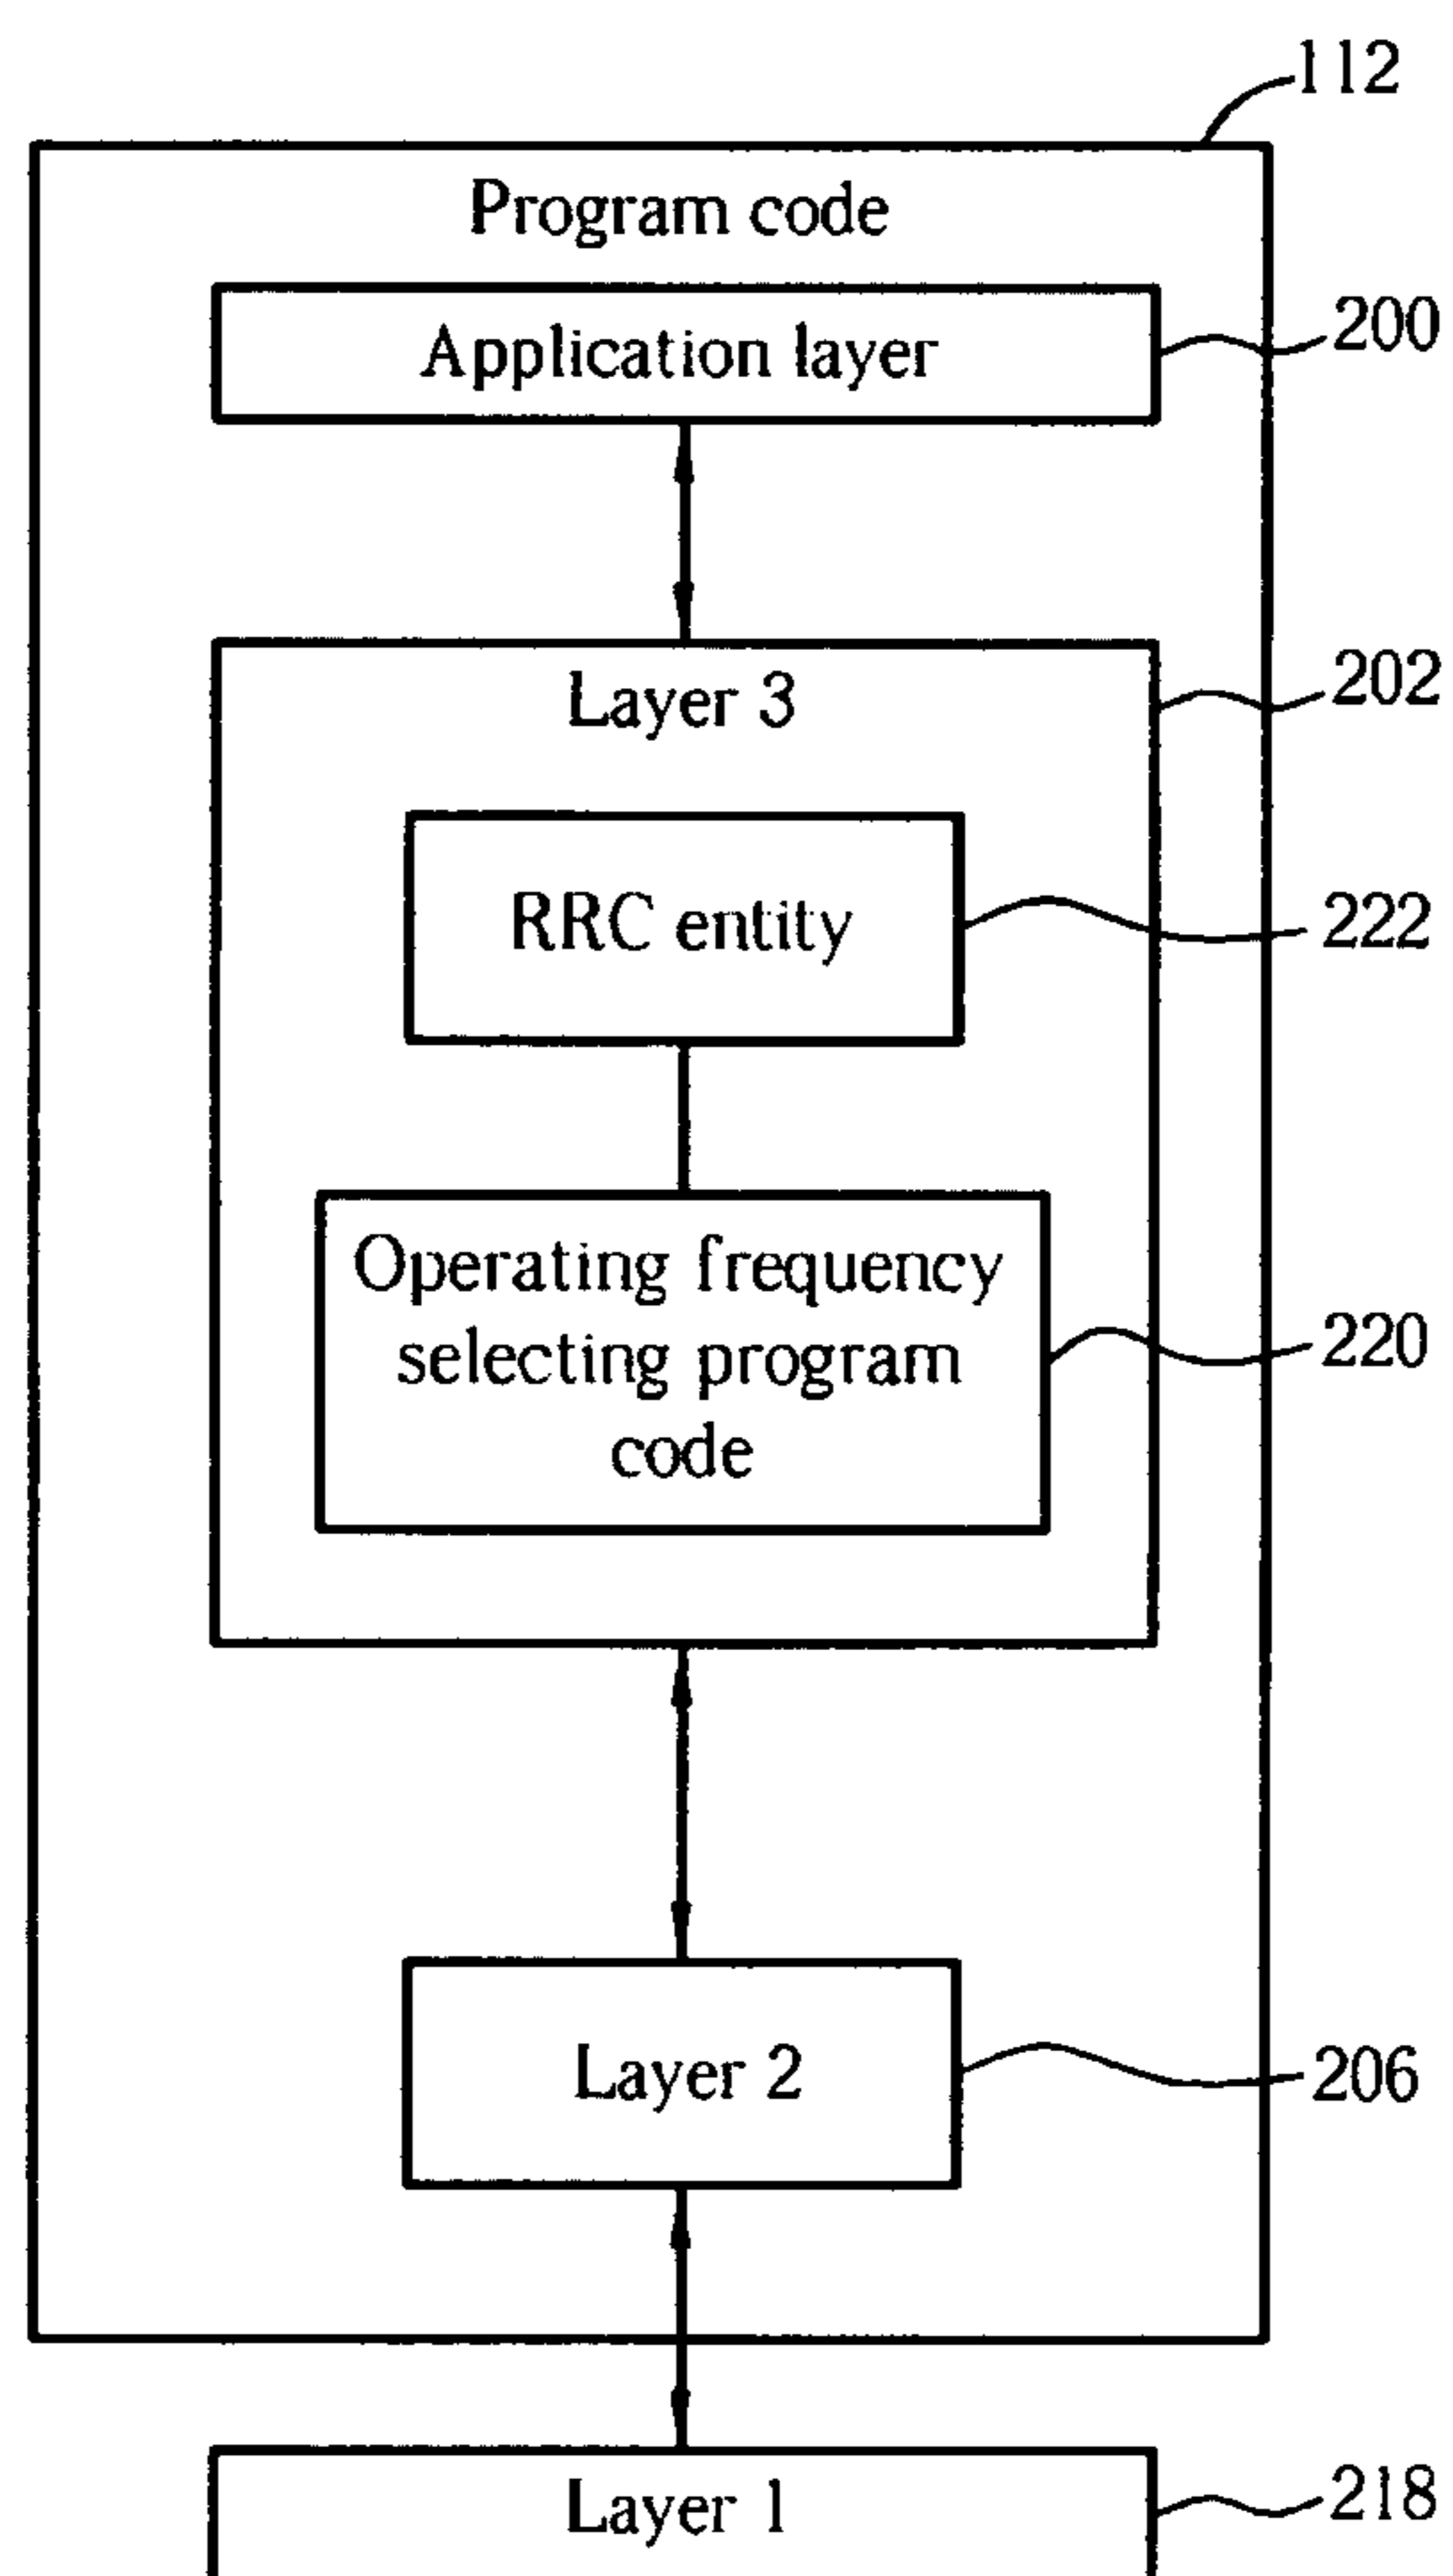 112
Program code
Application layer
200
Layer 3
202
RRC entity
222
Operating frequency
selecting program
code
220
Layer 2
206
Layer 1
218